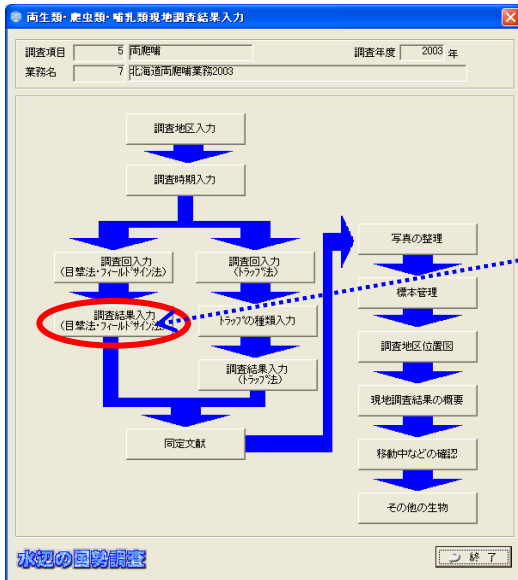 両生類･爬虫類･哺乳類現地調査結果入力
調査項目 5 両爬哺 調査年度 2003 年
業務名 7 北海道両爬哺業務2003
調査地区入力
調査時期入力
調査回入力
(目撃法･フィールドサイン法)
調査結果入力
(目撃法･フィールドサイン法)
調査回入力
(トラップ法)
トラップの種類入力
調査結果入力
(トラップ法)
同定文献
写真の整理
標本管理
調査地区位置図
現地調査結果の概要
移動中などの確認
その他の生物
水辺の国勢調査
終了